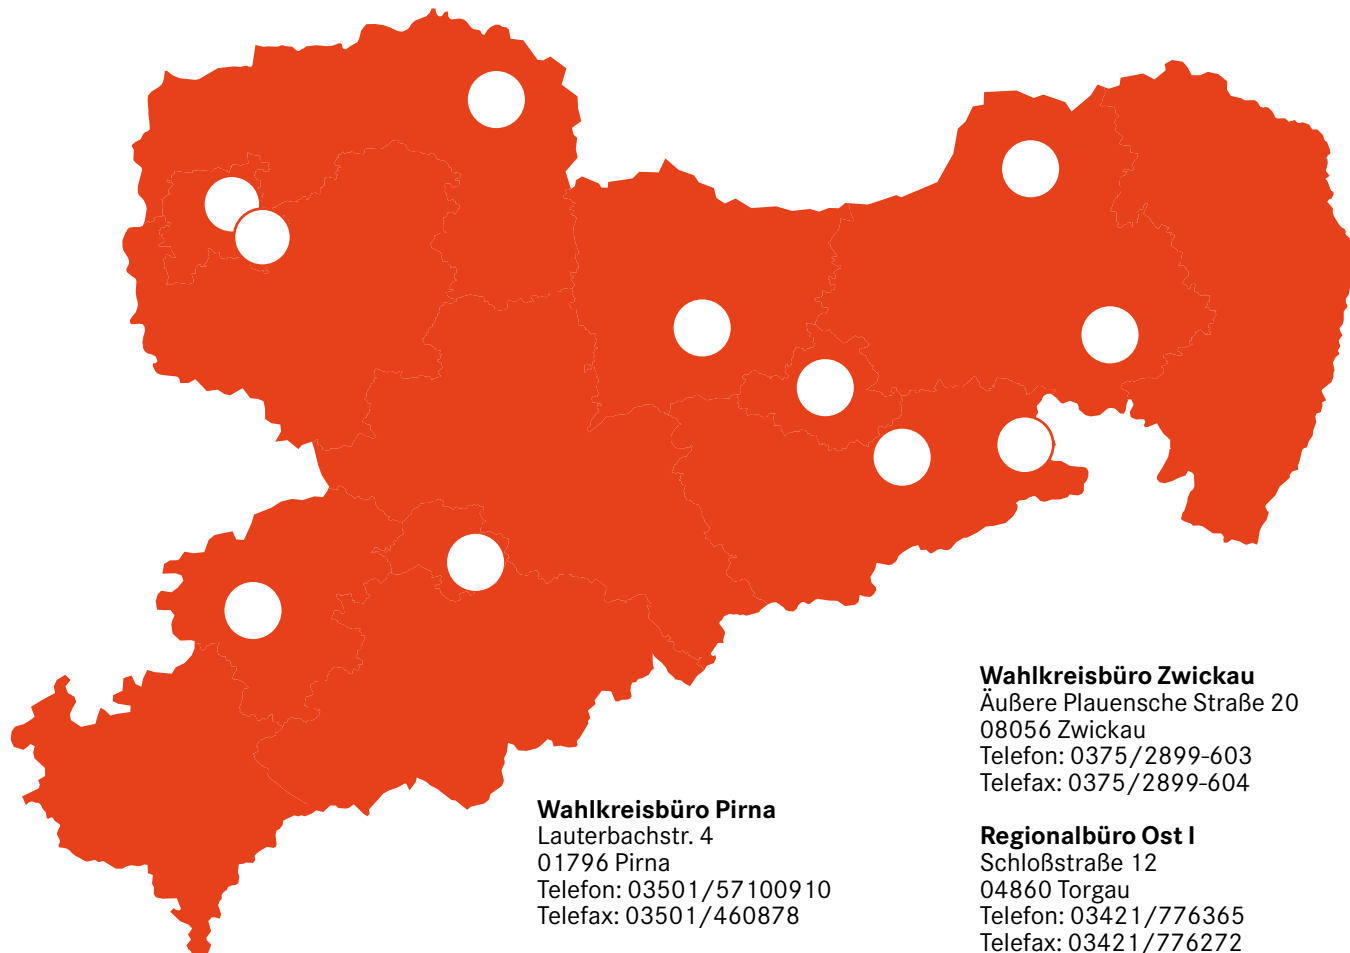 Wahlkreisbüro Pirna
Lauterbachstr. 4
01796 Pirna
Telefon: 03501/57100910
Telefax: 03501/460878
Wahlkreisbüro Zwickau
Äußere Plauensche Straße 20
08056 Zwickau
Telefon: 0375/2899-603
Telefax: 0375/2899-604
Regionalbüro Ost I
Schloßstraße 12
04860 Torgau
Telefon: 03421/776365
Telefax: 03421/776272